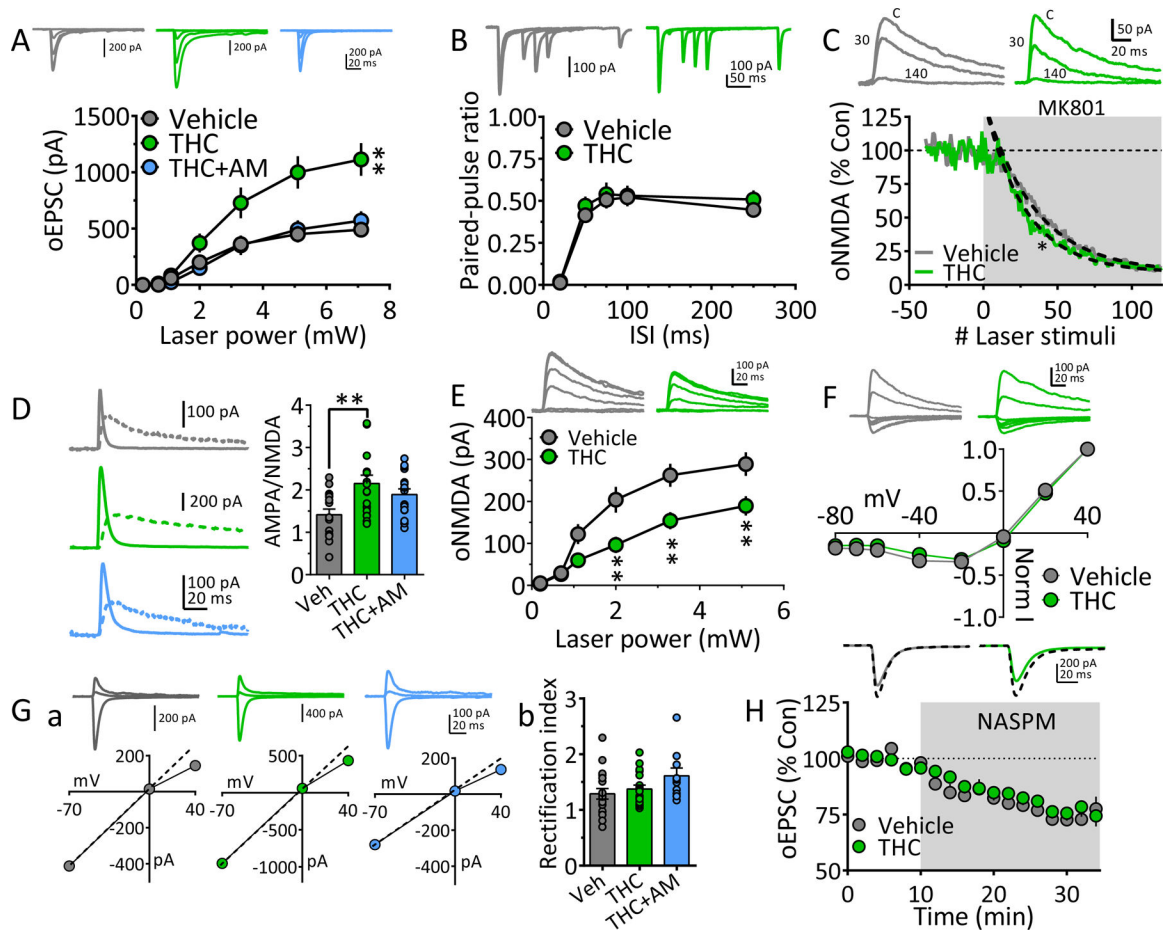 A
200 pA
200 pA
200 pA
20 ms
oEPSC (pA)
1500
1000
500
0
Vehicle
THC
THC+AM
**
0 2 4 6 8
Laser power (mW)
B
100 pA
100 pA
50 ms
Paired-pulse ratio
1.00
0.75
0.50
0.25
0.00
Vehicle
THC
0 100 200 300
ISI (ms)
C
C
30
140
C
30
140
50 pA
20 ms
MK801
oNMDA (% Con)
125
100
75
50
25
0
Vehicle
THC
*
-50 0 50 100
# Laser stimuli
D
100 pA
200 pA
100 pA
20 ms
AMPA/NMDA
4
3
2
1
0
**
Veh
THC
THC+AM
E
100 pA
20 ms
oNMDA (pA)
400
300
200
100
0
Vehicle
THC
**
**
**
0 2 4 6
Laser power (mW)
F
100 pA
20 ms
1.0
0.5
mV
-80 -40 40
-0.5
-1.0
Norm I
Vehicle
THC
G
a
200 pA
400 pA
100 pA
20 ms
200
mV
-70 40
-200
-400
pA
500
mV
-70 40
-500
-1000
pA
200
mV
-70 40
-200
-400
pA
b
Rectification index
3
2
1
0
Veh
THC
THC+AM
H
200 pA
20 ms
NASPM
oEPSC (% Con)
125
100
75
50
Vehicle
THC
0 10 20 30
Time (min)